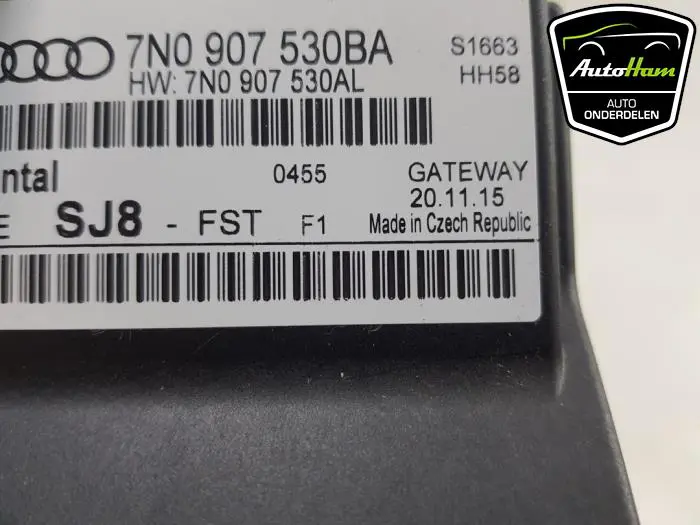 7N0 907 530BA
S1663
HW: 7N0 907 530AL
HH58
ntal
0455
GATEWAY
20.11.15
E SJ8 - FST F1
Made in Czech Republic
AutoHam
AUTO
ONDERDELEN